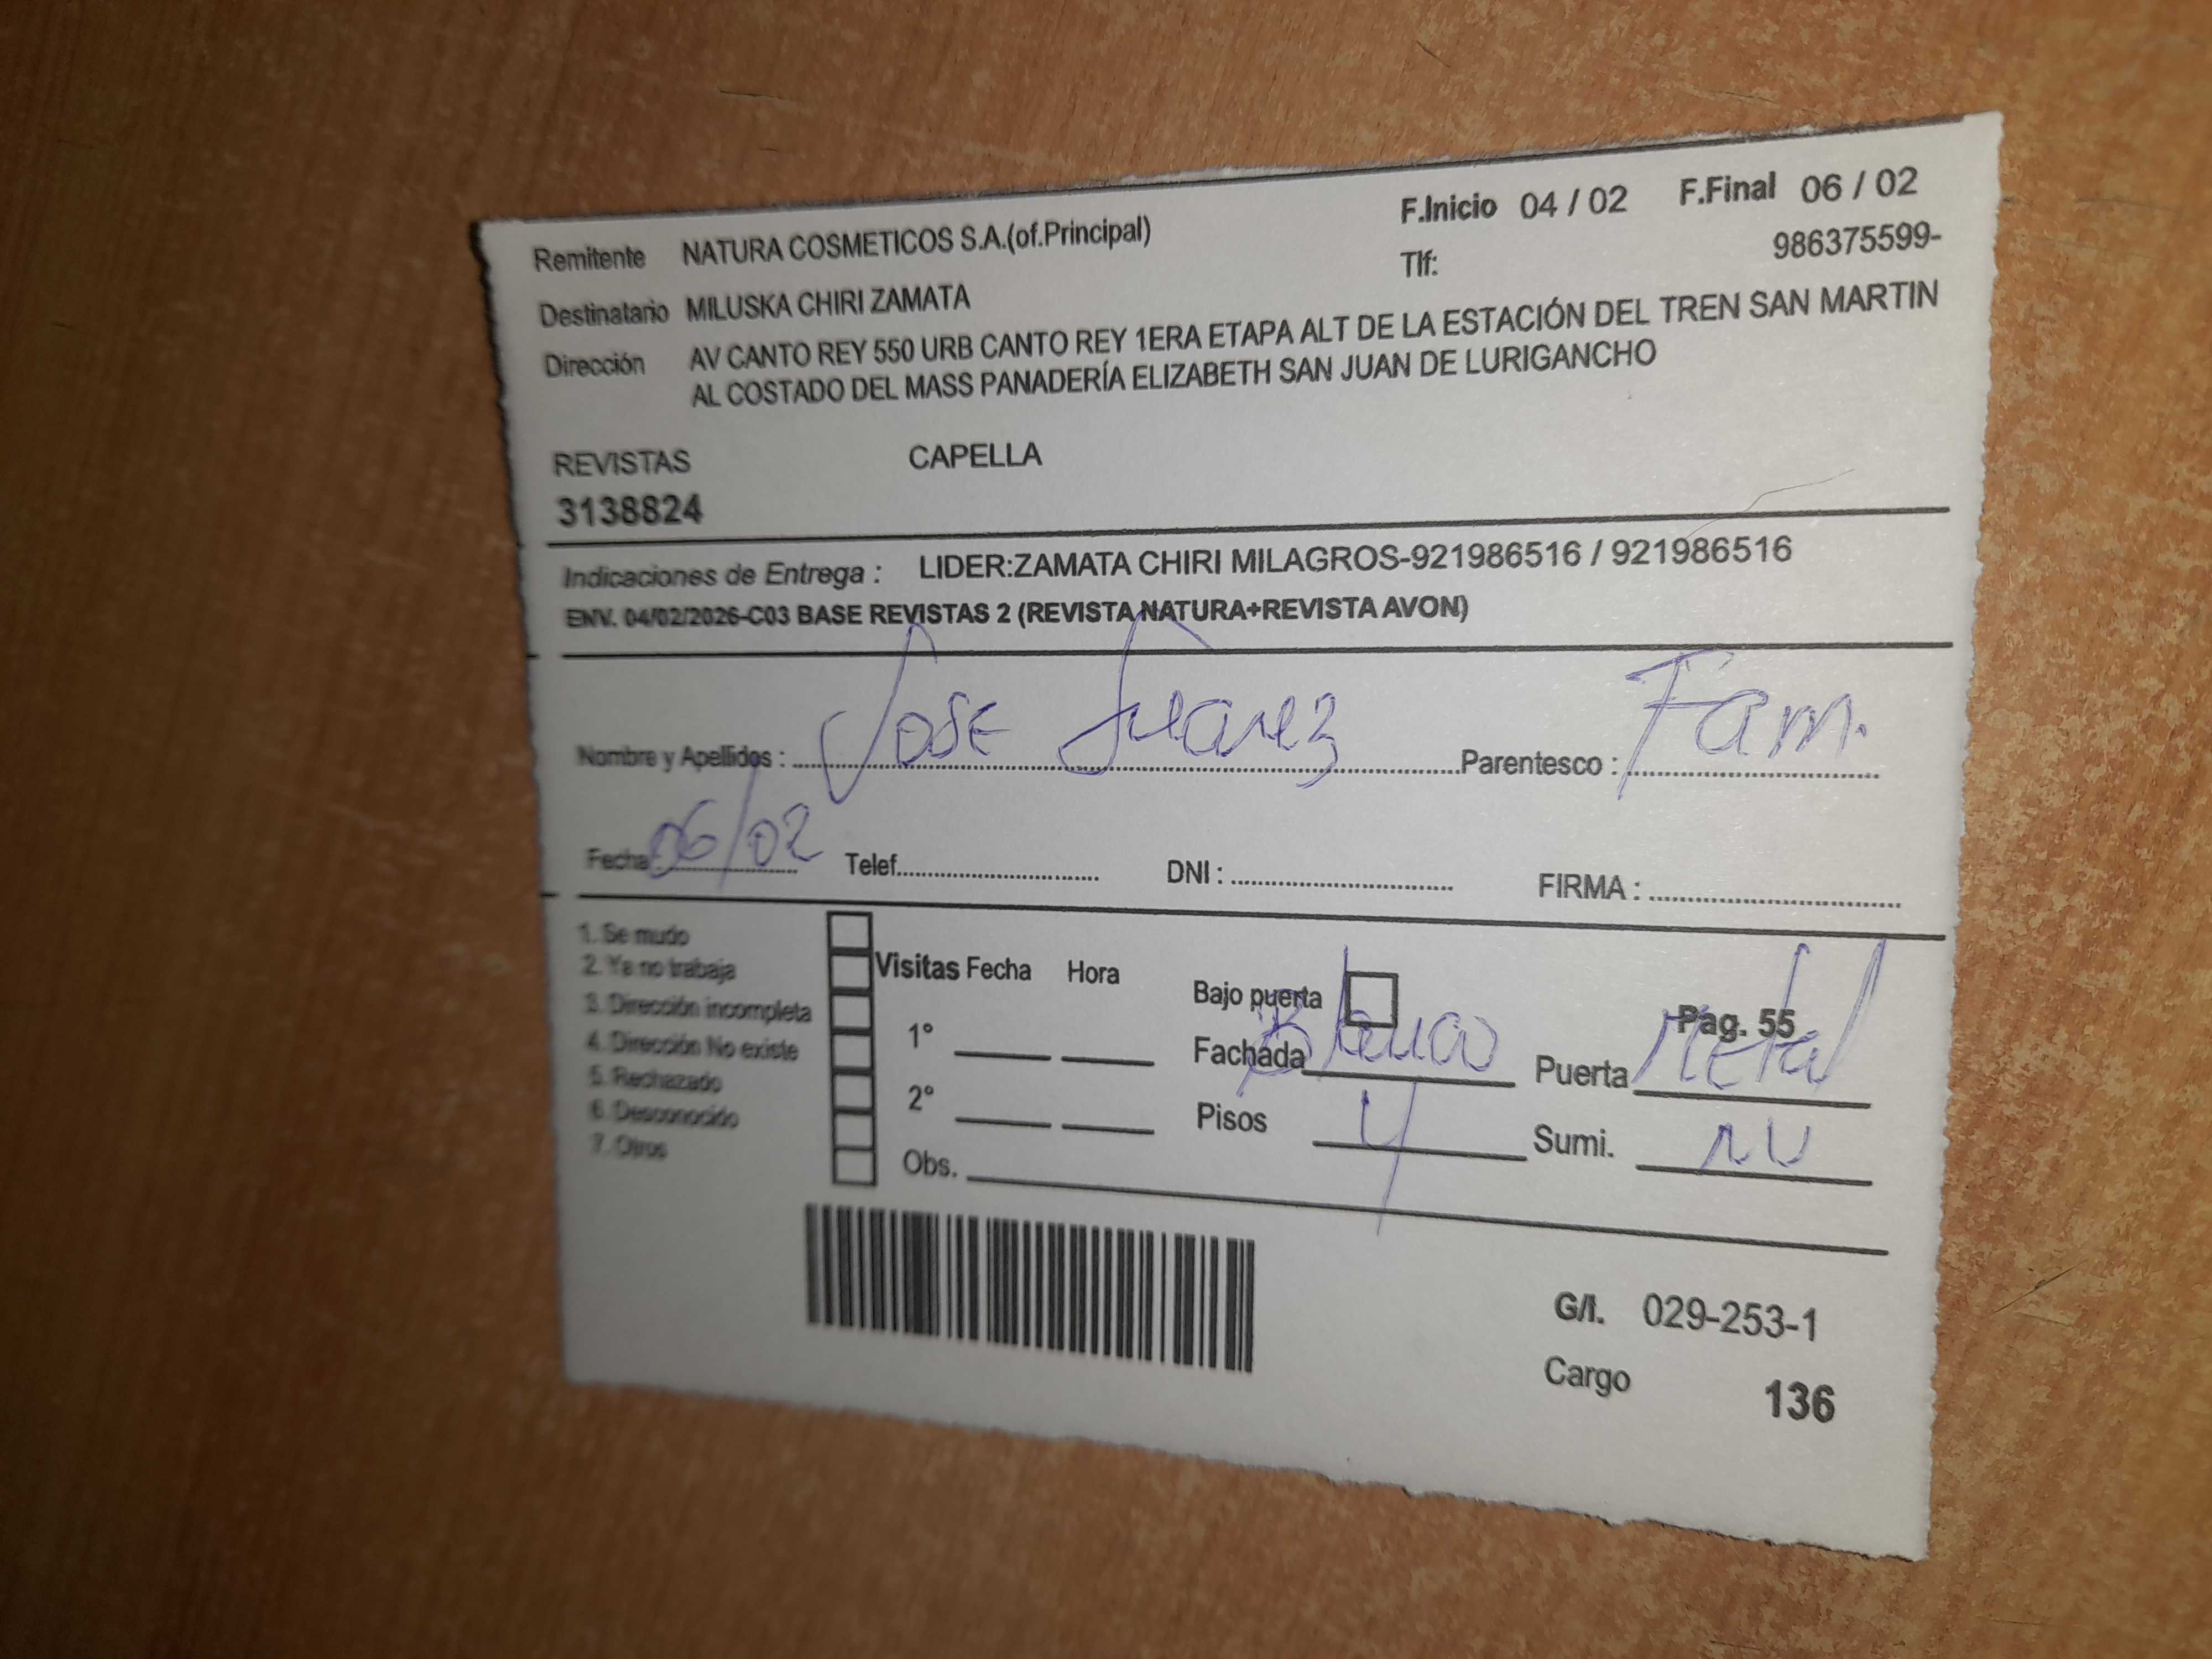 Remitente NATURA COSMETICOS S.A.(of.Principal) F.Inicio 04 / 02 F.Final 06 / 02
Tlf: 986375599-
Destinatario MILUSKA CHIRI ZAMATA
Dirección AV CANTO REY 550 URB CANTO REY 1ERA ETAPA ALT DE LA ESTACIÓN DEL TREN SAN MARTIN
AL COSTADO DEL MASS PANADERÍA ELIZABETH SAN JUAN DE LURIGANCHO
REVISTAS CAPELLA
3138824
Indicaciones de Entrega : LIDER:ZAMATA CHIRI MILAGROS-921986516 / 921986516
ENV. 04/02/2026-C03 BASE REVISTAS 2 (REVISTA NATURA+REVISTA AVON)
Nombre y Apellidos : Jose Suarez Parentesco : Fam.
Fecha: 06/02 Telef. DNI : FIRMA :
1. Se mudo
2. Ya no trabaja
3. Dirección incompleta
4. Dirección No existe
5. Rechazado
6. Desconocido
7. Otros
Visitas Fecha Hora
1°
2°
Obs.
Bajo puerta Pag. 55
Fachada Blanco Puerta Metal
Pisos 4 Sumi.
G/I. 029-253-1
Cargo 136